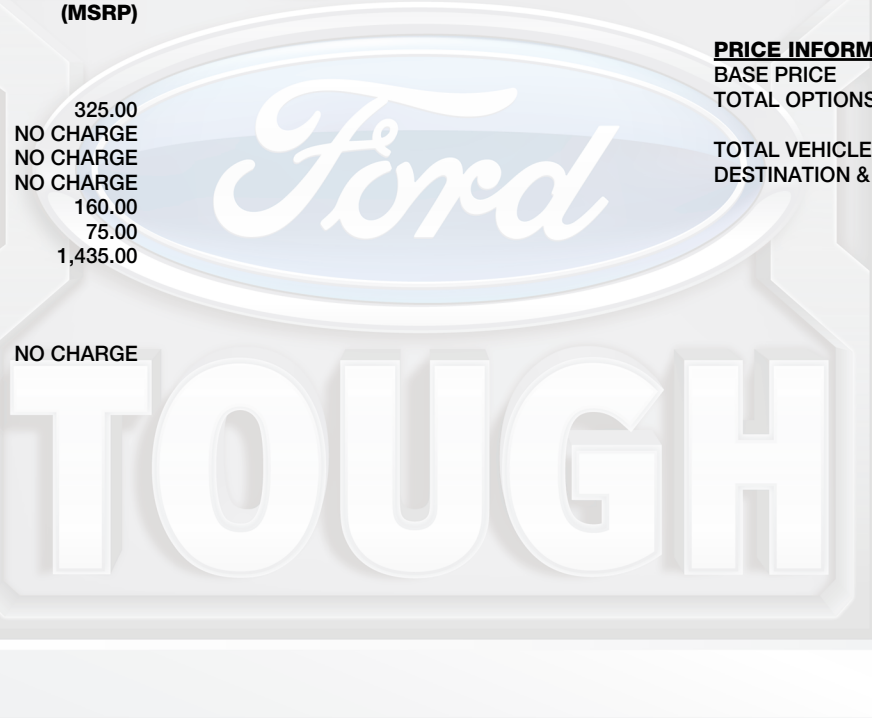 (MSRP)
325.00
NO CHARGE
NO CHARGE
NO CHARGE
160.00
75.00
1,435.00
NO CHARGE
PRICE INFORM
BASE PRICE
TOTAL OPTIONS
TOTAL VEHICLE
DESTINATION &
Ford
TOUGH